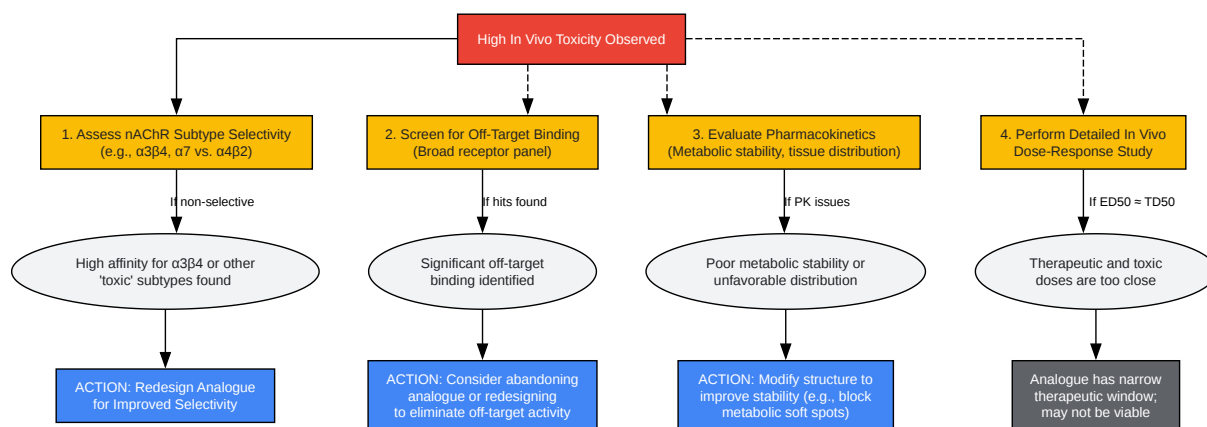 High In Vivo Toxicity Observed
1. Assess nAChR Subtype Selectivity
(e.g., α3β4, α7 vs. α4β2)
2. Screen for Off-Target Binding
(Broad receptor panel)
3. Evaluate Pharmacokinetics
(Metabolic stability, tissue distribution)
4. Perform Detailed In Vivo
Dose-Response Study
If non-selective
If hits found
If PK issues
If ED50 ≈ TD50
High affinity for α3β4 or other
'toxic' subtypes found
Significant off-target
binding identified
Poor metabolic stability or
unfavorable distribution
Therapeutic and toxic
doses are too close
ACTION: Redesign Analogue
for Improved Selectivity
ACTION: Consider abandoning
analogue or redesigning
to eliminate off-target activity
ACTION: Modify structure to
improve stability (e.g., block
metabolic soft spots)
Analogue has narrow
therapeutic window;
may not be viable